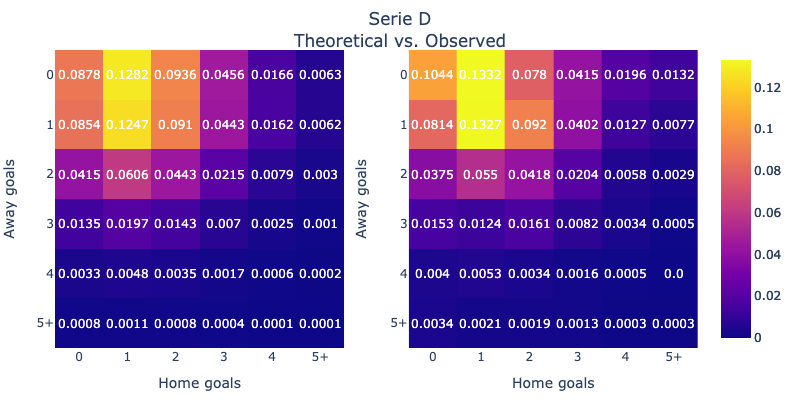 Serie D
Theoretical vs. Observed
Away goals
0 0.0878 0.1282 0.0936 0.0456 0.0166 0.0063
1 0.0854 0.1247 0.091 0.0443 0.0162 0.0062
2 0.0415 0.0606 0.0443 0.0215 0.0079 0.003
3 0.0135 0.0197 0.0143 0.007 0.0025 0.001
4 0.0033 0.0048 0.0035 0.0017 0.0006 0.0002
5+ 0.0008 0.0011 0.0008 0.0004 0.0001 0.0001
0 1 2 3 4 5+
Home goals
Away goals
0 0.1044 0.1332 0.078 0.0415 0.0196 0.0132
1 0.0814 0.1327 0.092 0.0402 0.0127 0.0077
2 0.0375 0.055 0.0418 0.0204 0.0058 0.0029
3 0.0153 0.0124 0.0161 0.0082 0.0034 0.0005
4 0.004 0.0053 0.0034 0.0016 0.0005 0.0
5+ 0.0034 0.0021 0.0019 0.0013 0.0003 0.0003
0 1 2 3 4 5+
Home goals
0.12
0.1
0.08
0.06
0.04
0.02
0